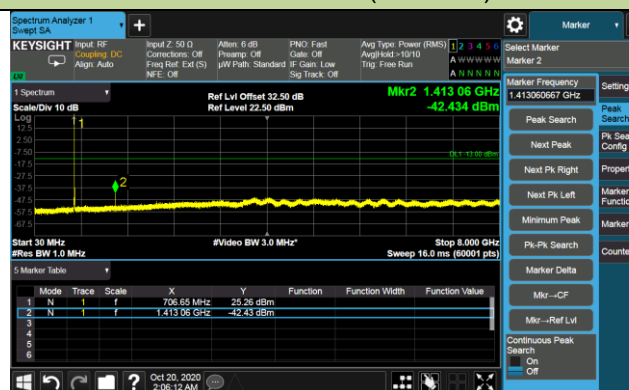 Spectrum Analyzer 1
Swept SA
Marker
KEYSIGHT
Input: RF
Coupling: DC
Align: Auto
Input Z: 50 Ω
Corrections: Off
Freq Ref: Ext (S)
NFE: Off
Atten: 6 dB
Preamp: Off
µW Path: Standard
PNO: Fast
Gate: Off
IF Gain: Low
Sig Track: Off
Avg Type: Power (RMS)
Avg|Hold:>10/10
Trig: Free Run
1 2 3 4 5 6
A W W W W W
A N N N N N
LXI
Select Marker
Marker 2
1 Spectrum
Scale/Div 10 dB
Ref Lvl Offset 32.50 dB
Ref Level 22.50 dBm
Mkr2 1.413 06 GHz
-42.434 dBm
Log
12.5
2.50
-7.50
-17.5
-27.5
-37.5
-47.5
-57.5
-67.5
1
2
DL1 -13.00 dBm
Start 30 MHz
#Res BW 1.0 MHz
#Video BW 3.0 MHz*
Stop 8.000 GHz
Sweep 16.0 ms (60001 pts)
5 Marker Table
Mode Trace Scale X Y Function Function Width Function Value
1 N 1 f 706.65 MHz 25.26 dBm
2 N 1 f 1.413 06 GHz -42.43 dBm
3
4
5
6
Marker Frequency
1.413060667 GHz
Peak Search
Next Peak
Next Pk Right
Next Pk Left
Minimum Peak
Pk-Pk Search
Marker Delta
Mkr→CF
Mkr→Ref Lvl
Continuous Peak
Search
On
Off
Peak
Search
Config
Marker
Oct 20, 2020
2:06:12 AM
?